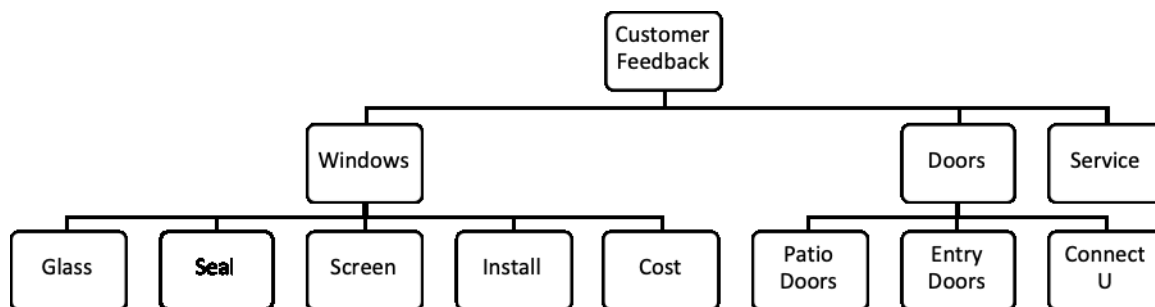 Customer
Feedback
Windows
Doors
Service
Glass
Seal
Screen
Install
Cost
Patio
Doors
Entry
Doors
Connect
U